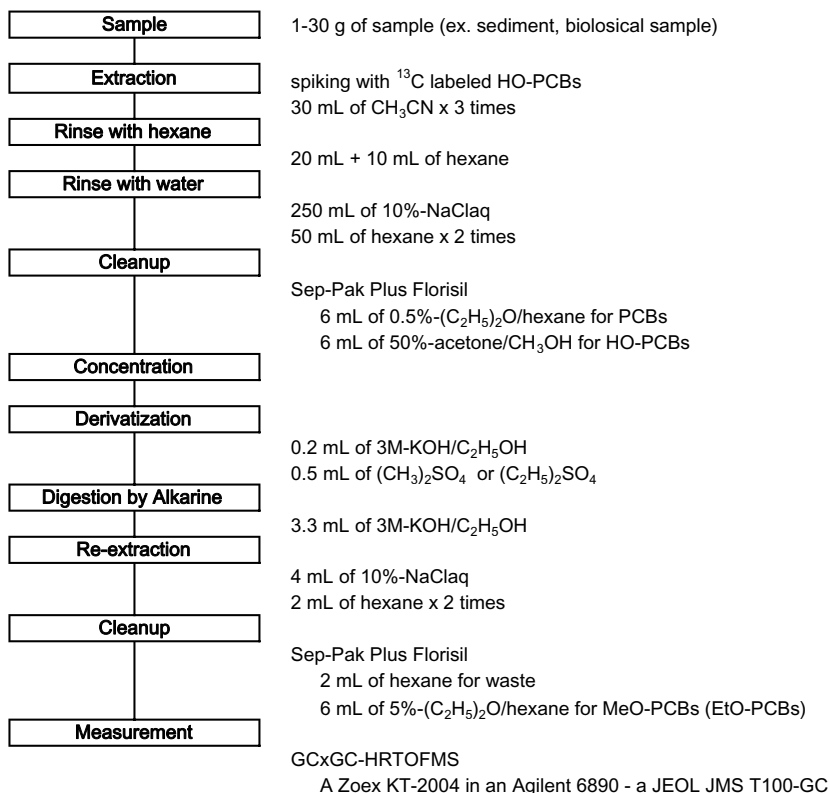 Sample
1-30 g of sample (ex. sediment, biolosical sample)
Extraction
spiking with ¹³C labeled HO-PCBs
30 mL of CH₃CN x 3 times
Rinse with hexane
20 mL + 10 mL of hexane
Rinse with water
250 mL of 10%-NaClaq
50 mL of hexane x 2 times
Cleanup
Sep-Pak Plus Florisil
6 mL of 0.5%-(C₂H₅)₂O/hexane for PCBs
6 mL of 50%-acetone/CH₃OH for HO-PCBs
Concentration
Derivatization
0.2 mL of 3M-KOH/C₂H₅OH
0.5 mL of (CH₃)₂SO₄ or (C₂H₅)₂SO₄
Digestion by Alkarine
3.3 mL of 3M-KOH/C₂H₅OH
Re-extraction
4 mL of 10%-NaClaq
2 mL of hexane x 2 times
Cleanup
Sep-Pak Plus Florisil
2 mL of hexane for waste
6 mL of 5%-(C₂H₅)₂O/hexane for MeO-PCBs (EtO-PCBs)
Measurement
GCxGC-HRTOFMS
A Zoex KT-2004 in an Agilent 6890 - a JEOL JMS T100-GC